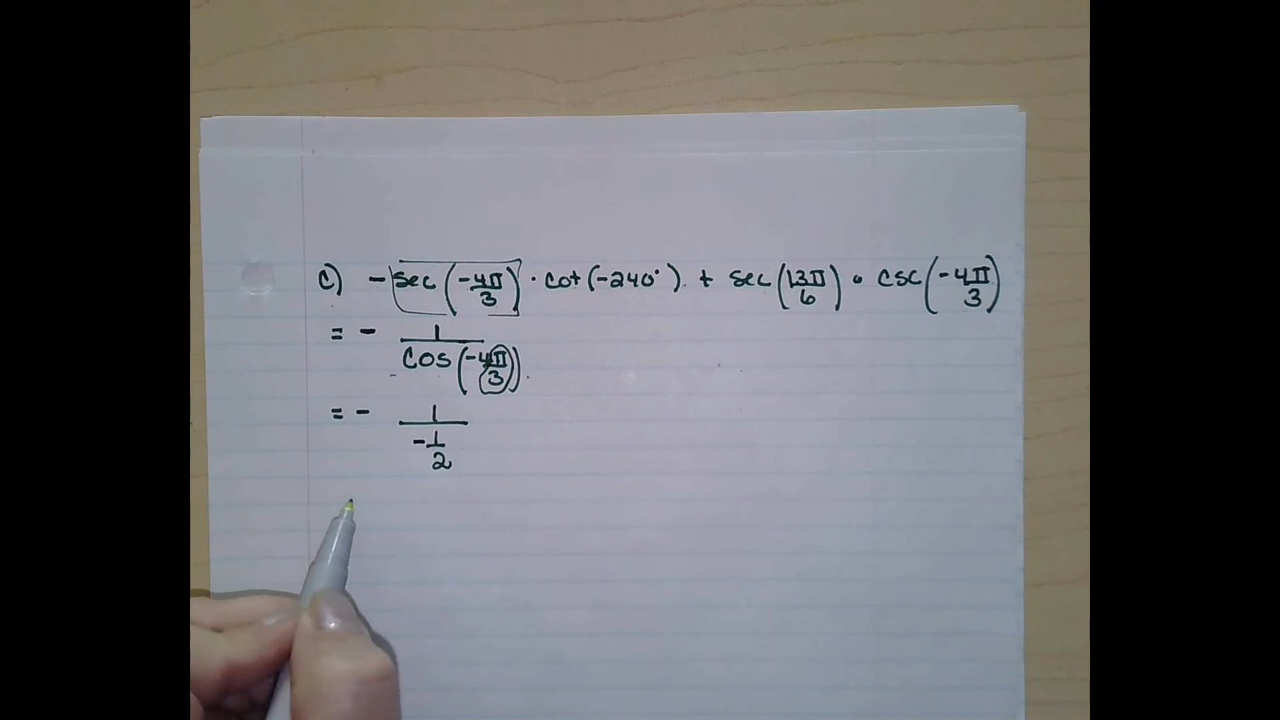 c) - sec(-4π/3) · cot(-240°) + sec(13π/6) · csc(-4π/3)
= - 1/cos(-4π/3)
= - 1/(-1/2)